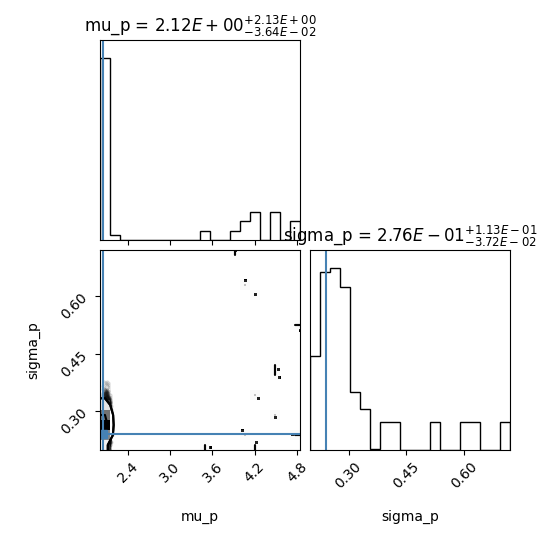 mu_p = 2.12E + 00 +2.13E + 00 −3.64E − 02
sigma_p = 2.76E − 01 +1.13E − 01 −3.72E − 02
0.60
0.45
0.30
sigma_p
2.4 3.0 3.6 4.2 4.8
0.30 0.45 0.60
mu_p
sigma_p